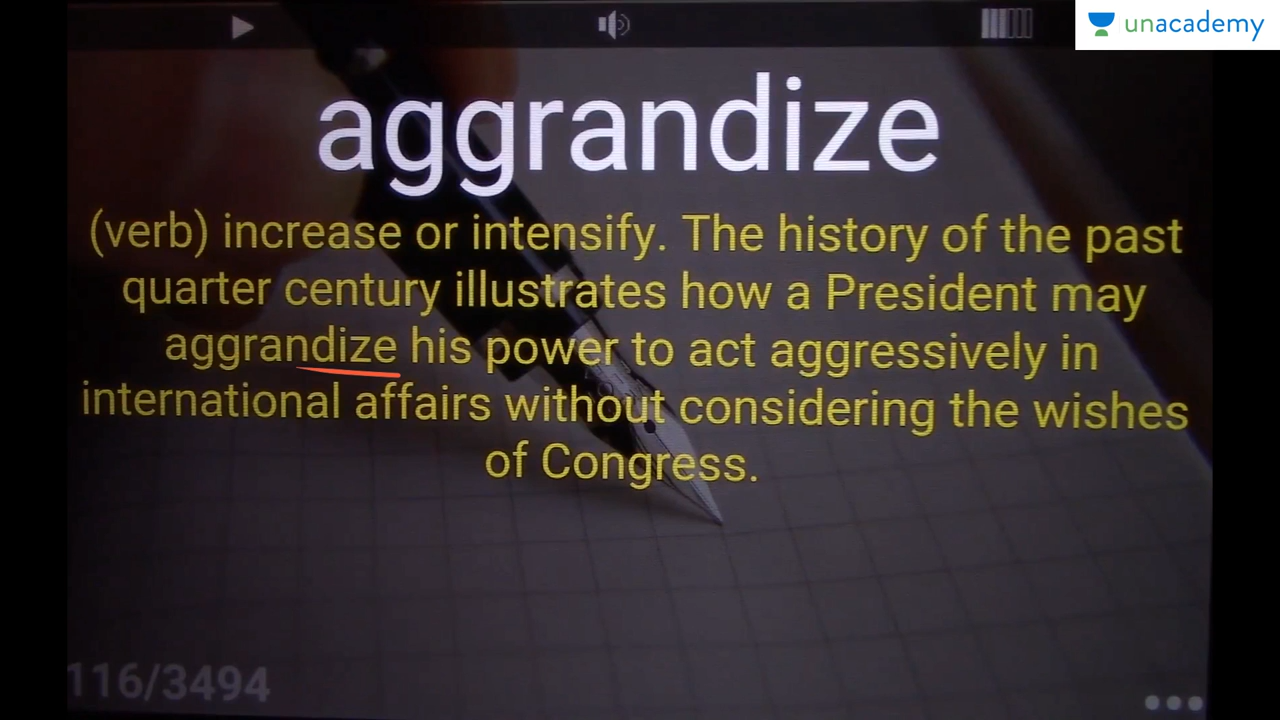 unacademy
aggrandize
(verb) increase or intensify. The history of the past
quarter century illustrates how a President may
aggrandize his power to act aggressively in
international affairs without considering the wishes
of Congress.
116/3494